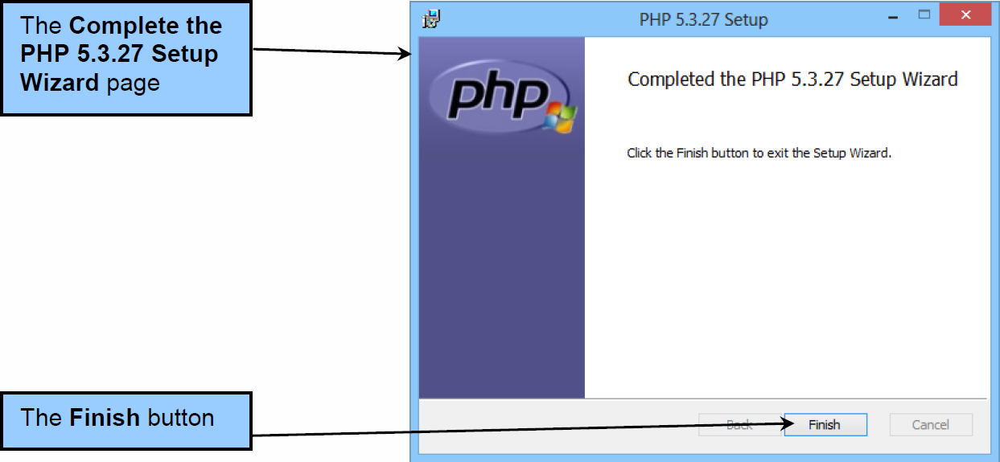 The Complete the
PHP 5.3.27 Setup
Wizard page
PHP 5.3.27 Setup
php
Completed the PHP 5.3.27 Setup Wizard
Click the Finish button to exit the Setup Wizard.
The Finish button
Back
Finish
Cancel